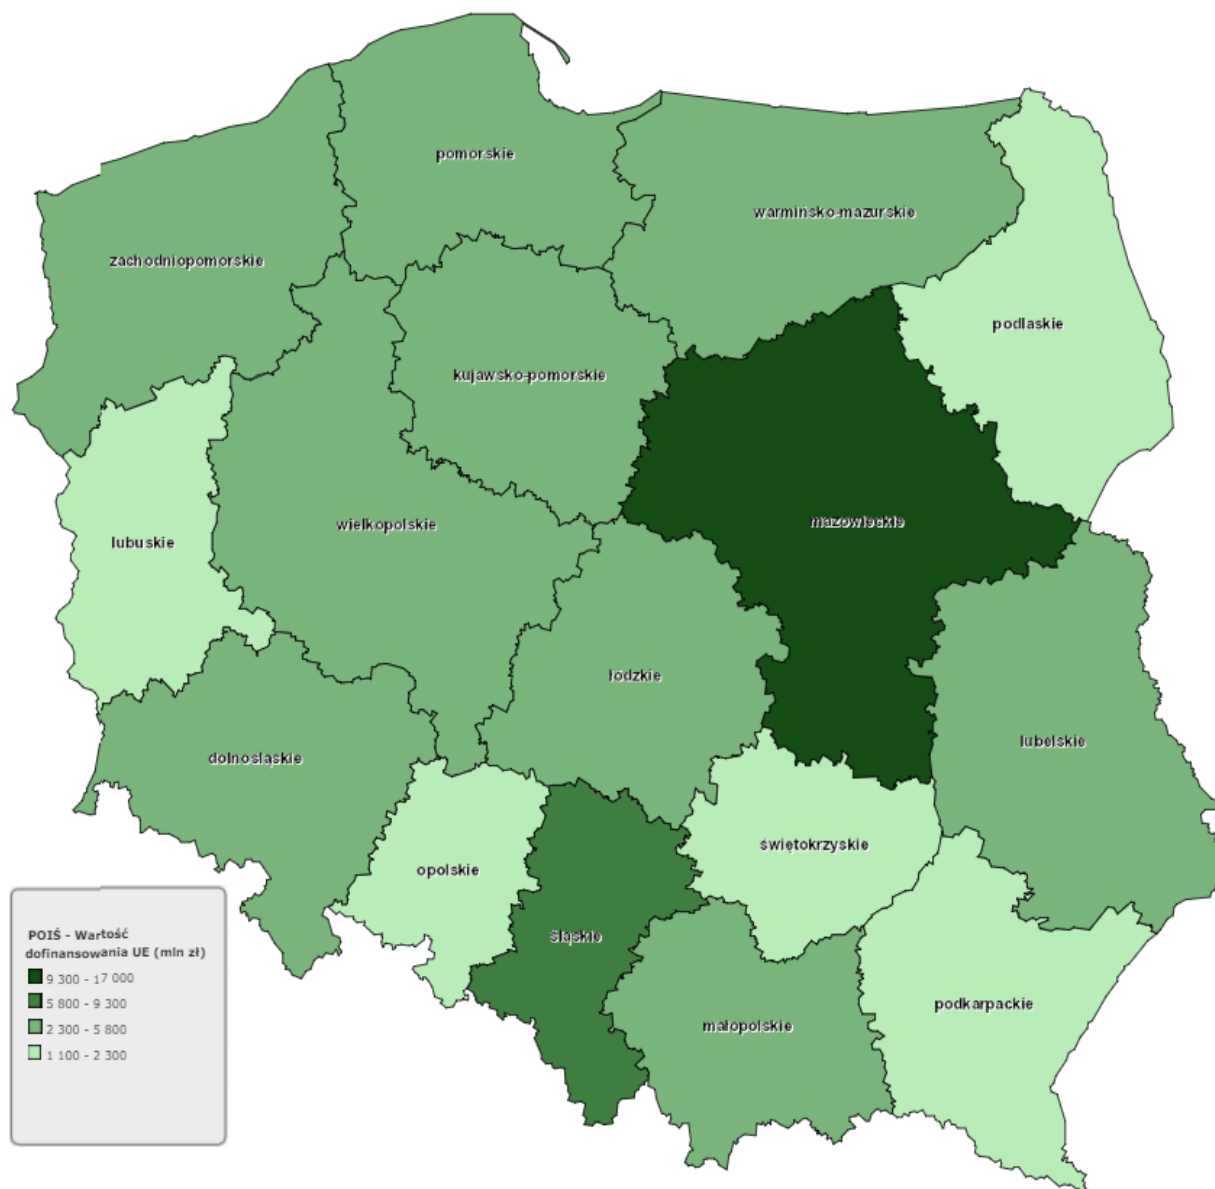 pomorskie
warmińsko-mazurskie
zachodniopomorskie
podlaskie
kujawsko-pomorskie
mazowieckie
wielkopolskie
lubuskie
łódzkie
lubelskie
dolnośląskie
świętokrzyskie
opolskie
śląskie
podkarpackie
małopolskie
POIŚ - Wartość
dofinansowania UE (mln zł)
9 300 - 17 000
5 800 - 9 300
2 300 - 5 800
1 100 - 2 300